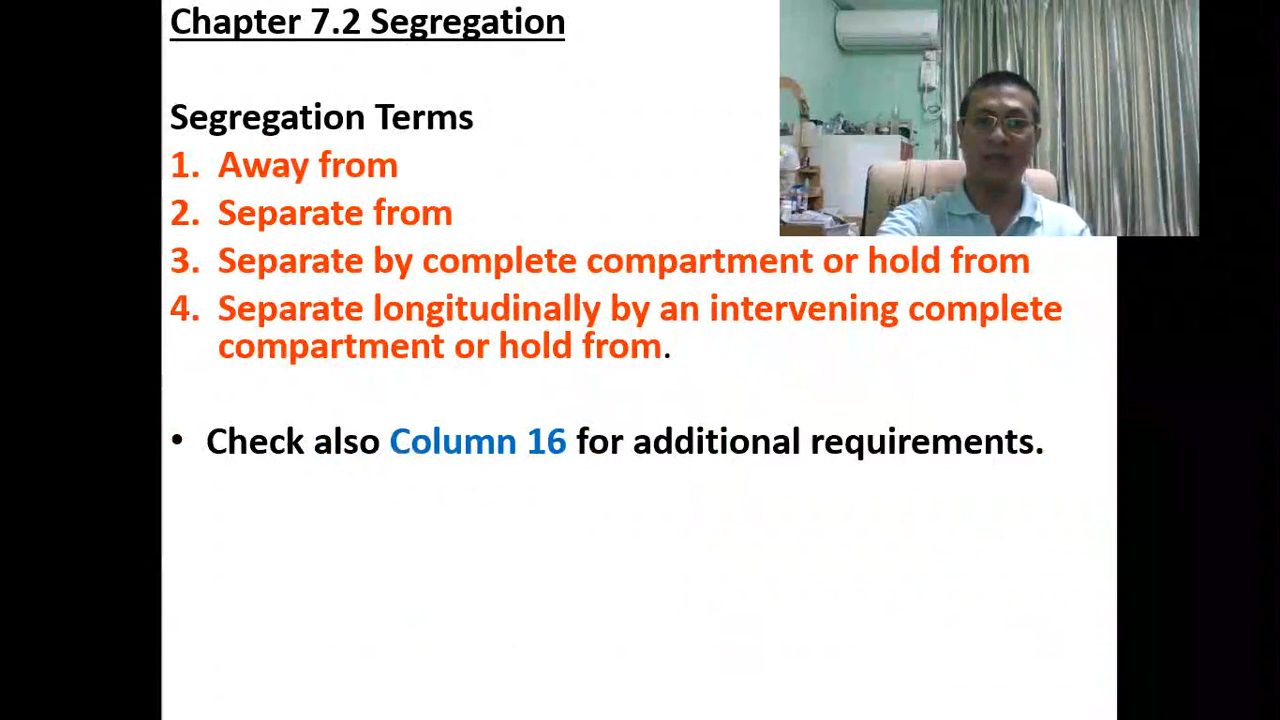 Chapter 7.2 Segregation
Segregation Terms
1. Away from
2. Separate from
3. Separate by complete compartment or hold from
4. Separate longitudinally by an intervening complete
compartment or hold from.
• Check also Column 16 for additional requirements.